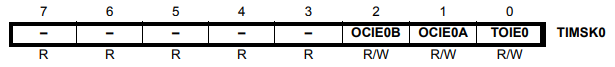 7 6 5 4 3 2 1 0
– – – – – OCIE0B OCIE0A TOIE0 TIMSK0
R R R R R R/W R/W R/W